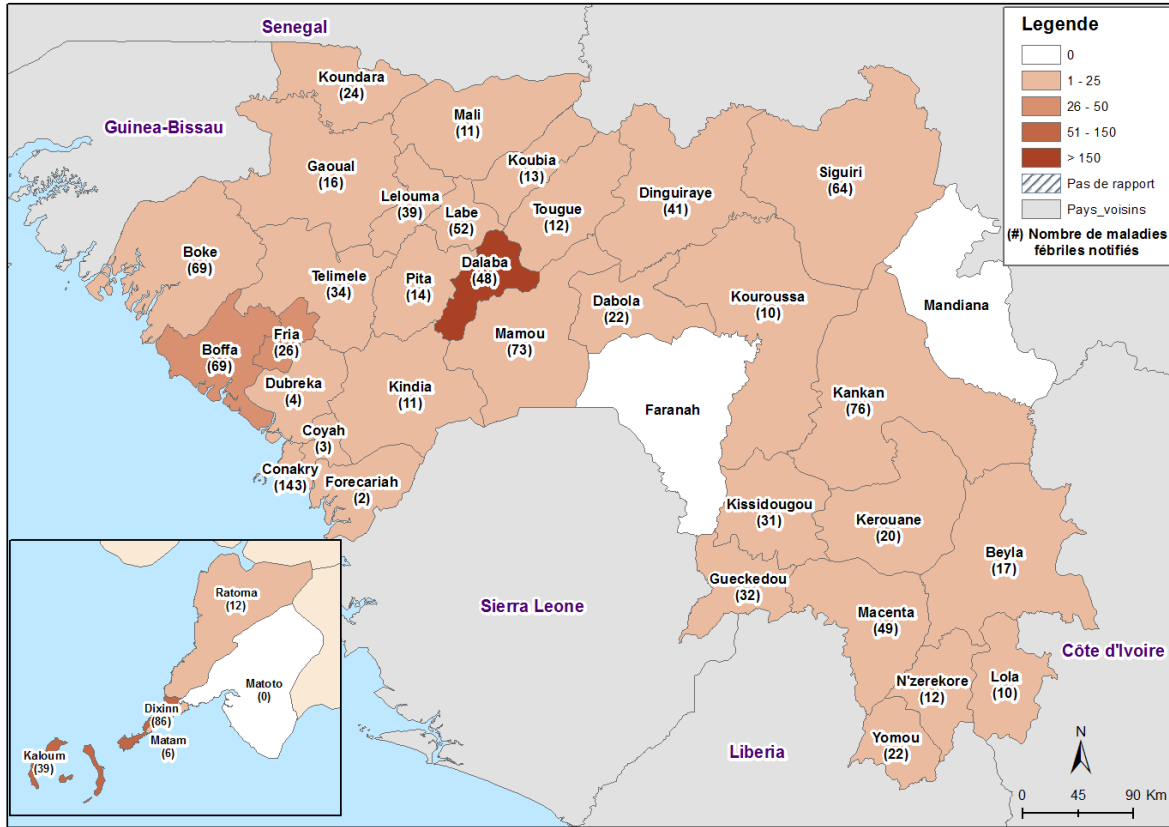 Senegal
Guinea-Bissau
Sierra Leone
Liberia
Côte d'Ivoire
Koundara
(24)
Mali
(11)
Gaoual
(16)
Koubia
(13)
Lelouma
(39)
Labe
(52)
Tougue
(12)
Dinguiraye
(41)
Siguiri
(64)
Boke
(69)
Telimele
(34)
Pita
(14)
Dalaba
(48)
Dabola
(22)
Kouroussa
(10)
Mandiana
Boffa
(69)
Fria
(26)
Mamou
(73)
Dubreka
(4)
Kindia
(11)
Faranah
Kankan
(76)
Coyah
(3)
Conakry
(143)
Forecariah
(2)
Kissidougou
(31)
Kerouane
(20)
Beyla
(17)
Gueckedou
(32)
Macenta
(49)
N'zerekore
(12)
Lola
(10)
Yomou
(22)
Ratoma
(12)
Matoto
(0)
Dixinn
(86)
Matam
(6)
Kaloum
(39)
Legende
0
1 - 25
26 - 50
51 - 150
> 150
Pas de rapport
Pays_voisins
(#) Nombre de maladies
fébriles notifiés
N
0 45 90 Km